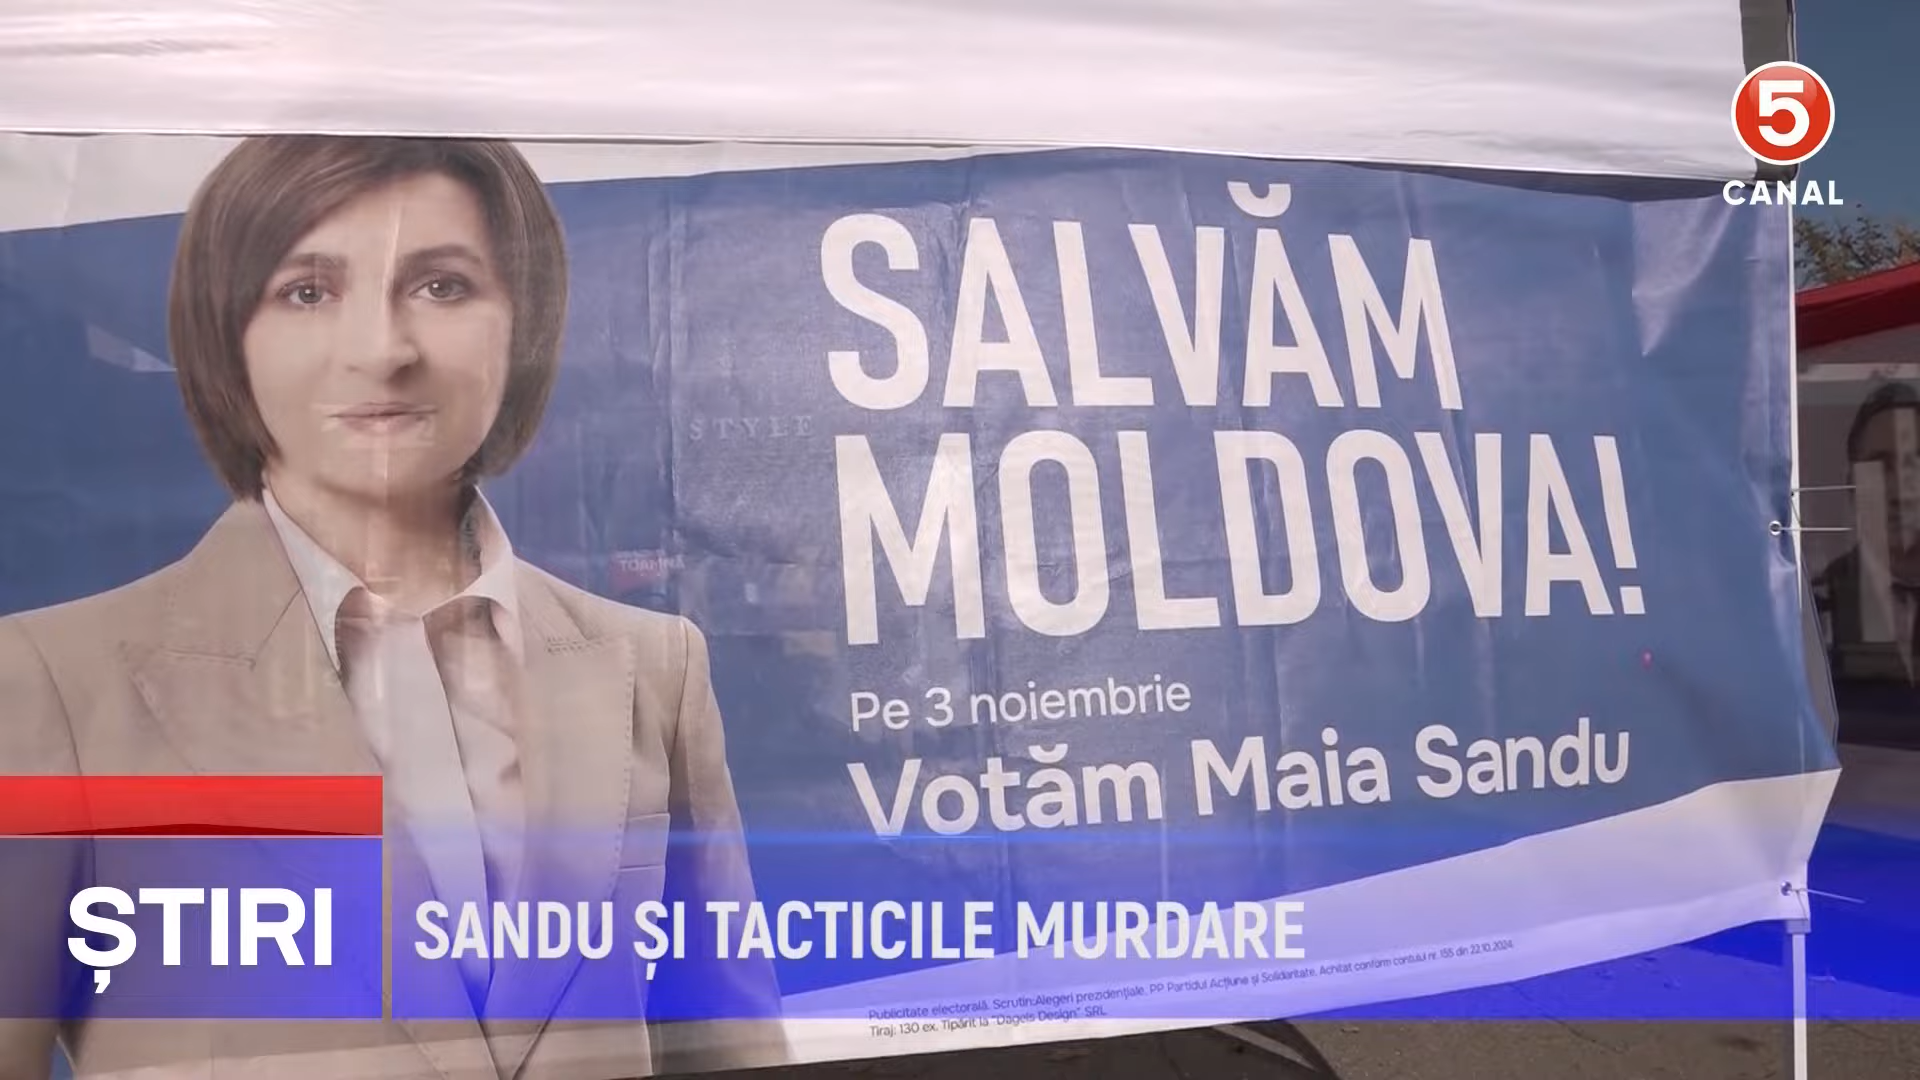 5
CANAL
SALVĂM
MOLDOVA!
STYLE
TOAMNA
Pe 3 noiembrie
Votăm Maia Sandu
ȘTIRI
SANDU ȘI TACTICILE MURDARE
Publicitate electorală. Scrutin:Alegeri prezidențiale. PP Partidul Acțiune și Solidaritate. Achitat conform contului nr. 155 din 22.10.2024.
Tiraj: 130 ex. Tipărit la "Dagels Design" SRL